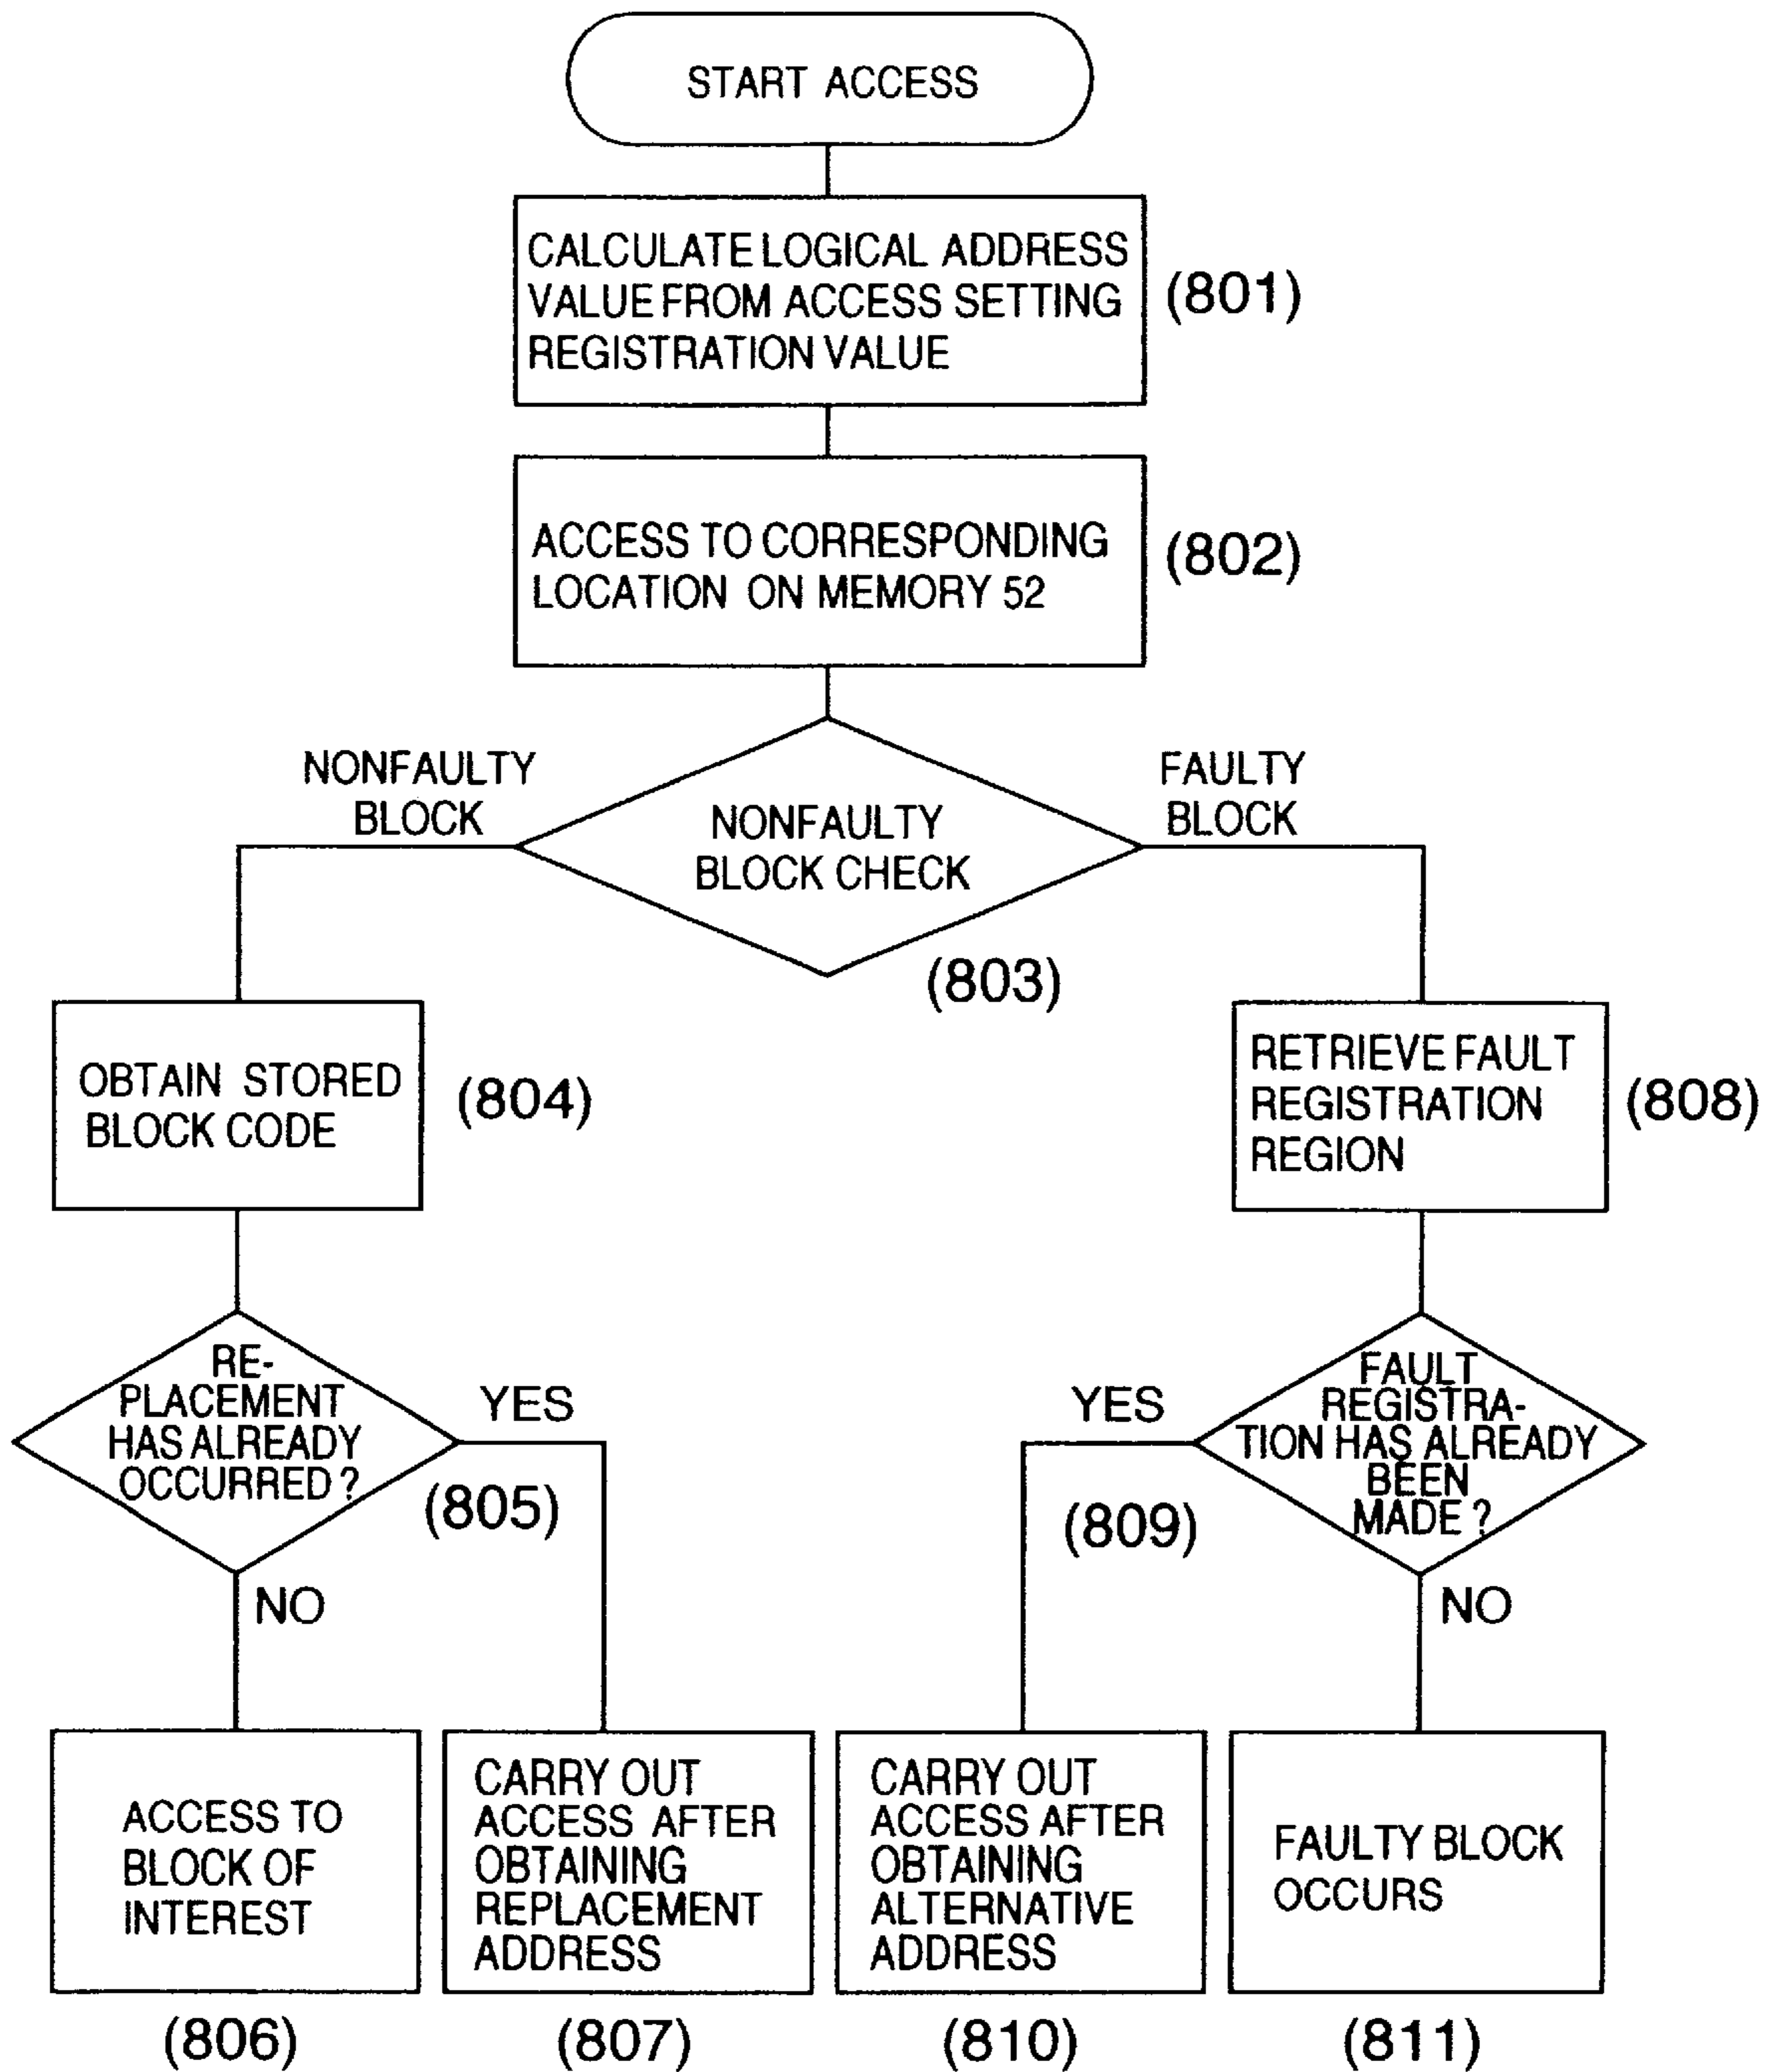 START ACCESS
CALCULATE LOGICAL ADDRESS
VALUE FROM ACCESS SETTING
REGISTRATION VALUE
(801)
ACCESS TO CORRESPONDING
LOCATION ON MEMORY 52
(802)
NONFAULTY
BLOCK
NONFAULTY
BLOCK CHECK
(803)
FAULTY
BLOCK
OBTAIN STORED
BLOCK CODE
(804)
RETRIEVE FAULT
REGISTRATION
REGION
(808)
RE-
PLACEMENT
HAS ALREADY
OCCURRED ?
(805)
YES
NO
YES
FAULT
REGISTRA-
TION HAS ALREADY
BEEN
MADE ?
(809)
NO
ACCESS TO
BLOCK OF
INTEREST
(806)
CARRY OUT
ACCESS AFTER
OBTAINING
REPLACEMENT
ADDRESS
(807)
CARRY OUT
ACCESS AFTER
OBTAINING
ALTERNATIVE
ADDRESS
(810)
FAULTY BLOCK
OCCURS
(811)